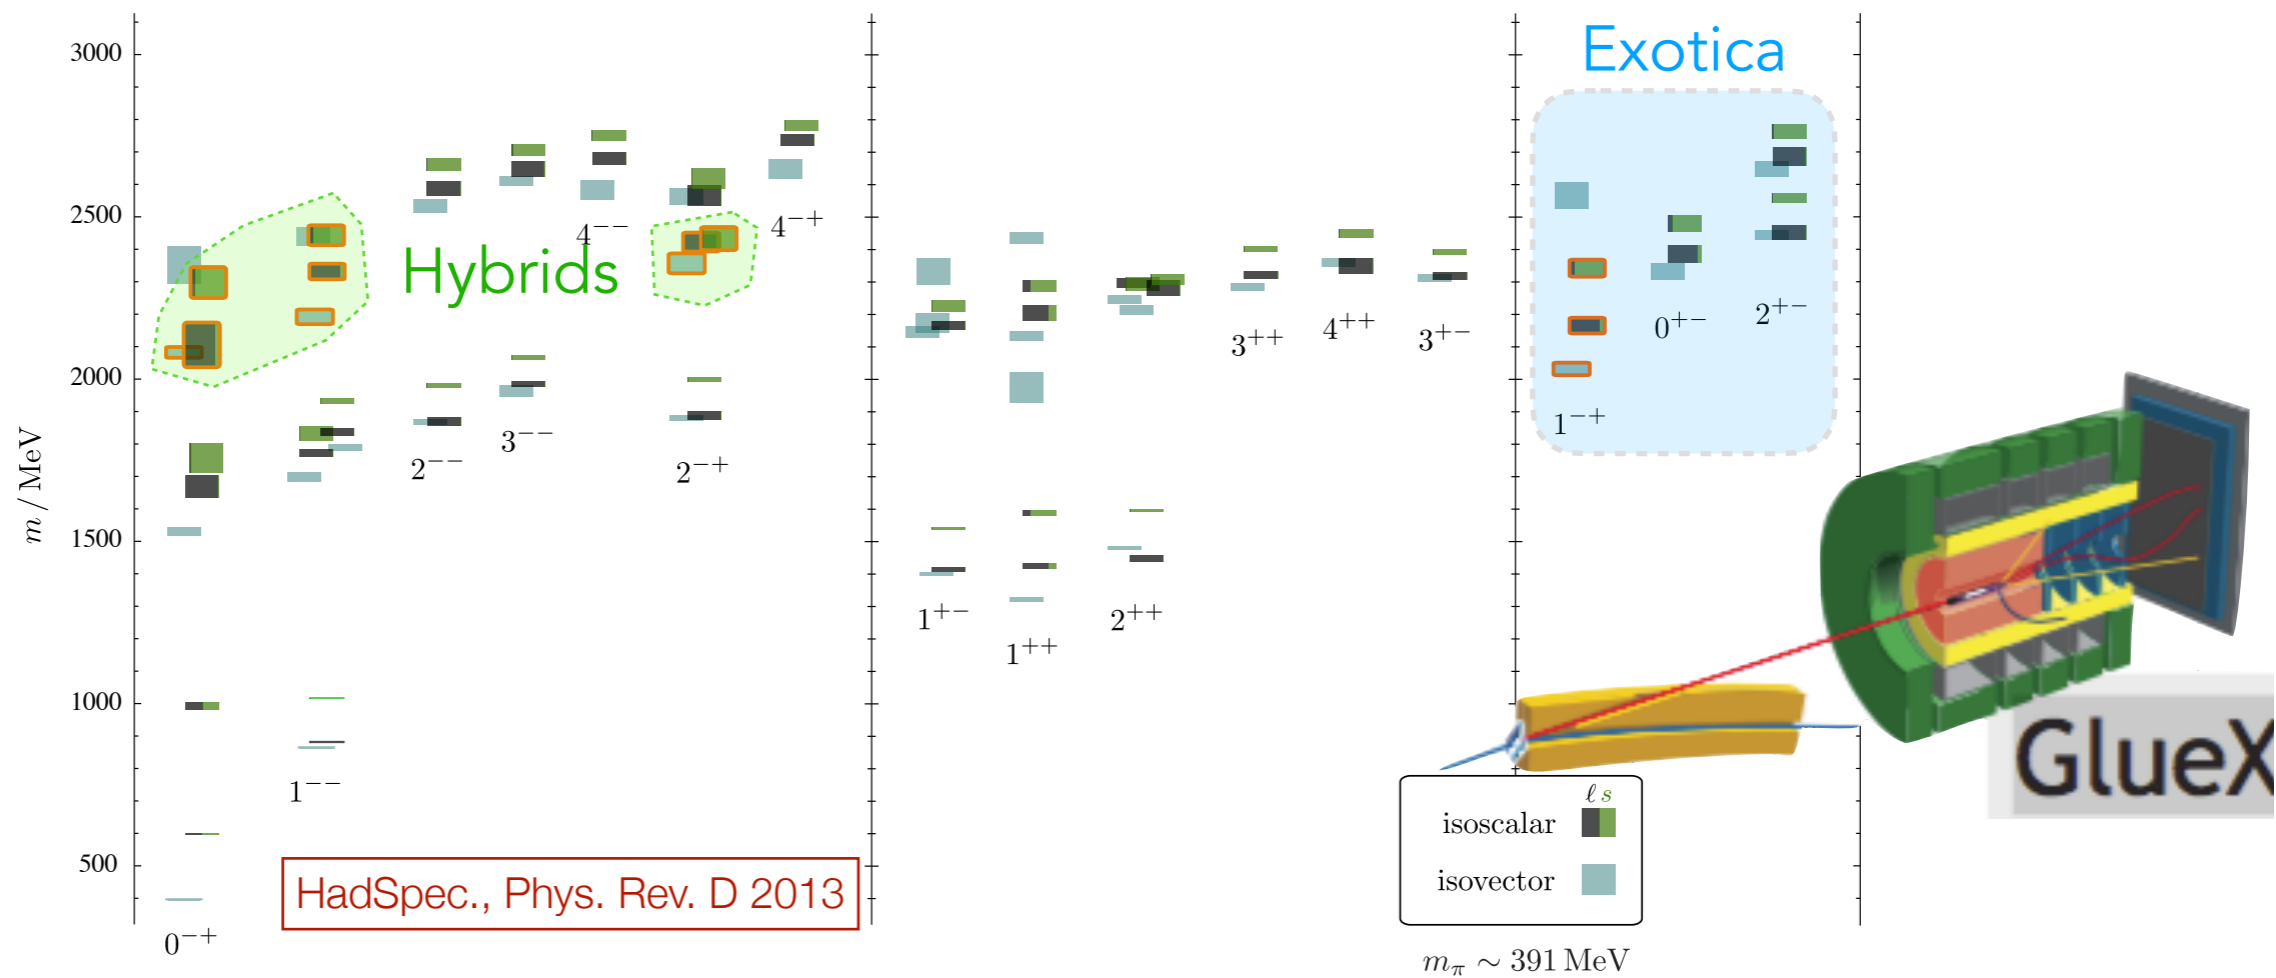 Exotica
3000
2500
2000
1500
1000
500
m / MeV
Hybrids
4⁻⁻
4⁻⁺
2⁻⁻
3⁻⁻
2⁻⁺
1⁻⁻
0⁻⁺
3⁺⁺
4⁺⁺
3⁺⁻
1⁺⁻
1⁺⁺
2⁺⁺
0⁺⁻
2⁺⁻
1⁻⁺
HadSpec., Phys. Rev. D 2013
GlueX
ℓ s
isoscalar
isovector
m_π ∼ 391 MeV